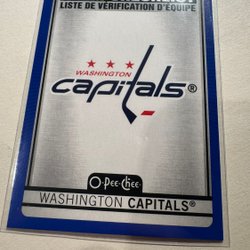 LISTE DE VÉRIFICATION D'ÉQUIPE
WASHINGTON
capitals®
O-Pee-Chee®
WASHINGTON CAPITALS®